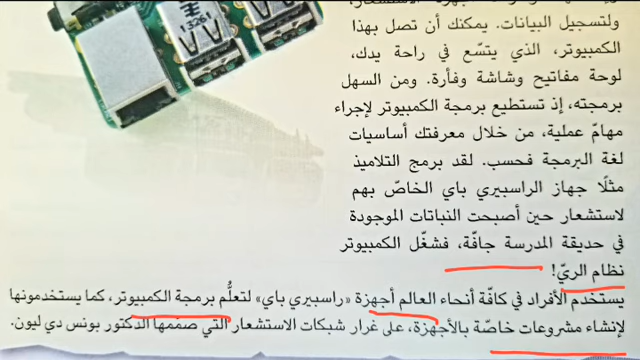 ولتسجيل البيانات. يمكنك أن تصل بهذا
الكمبيوتر، الذي يتسّع في راحة يدك،
لوحة مفاتيح وشاشة وفأرة. ومن السهل
برمجته، إذ تستطيع برمجة الكمبيوتر لإجراء
مهامّ عملية، من خلال معرفتك أساسيات
لغة البرمجة فحسب. لقد برمج التلاميذ
مثلًا جهاز الراسبيري باي الخاصّ بهم
لاستشعار حين أصبحت النباتات الموجودة
في حديقة المدرسة جافّة، فشغّل الكمبيوتر
نظام الريّ!
يستخدم الأفراد في كافّة أنحاء العالم أجهزة «راسبيري باي» لتعلُّم برمجة الكمبيوتر، كما يستخدمونها
لإنشاء مشروعات خاصّة بالأجهزة، على غرار شبكات الاستشعار التي صمّمها الدكتور بونس دي ليون.
13261